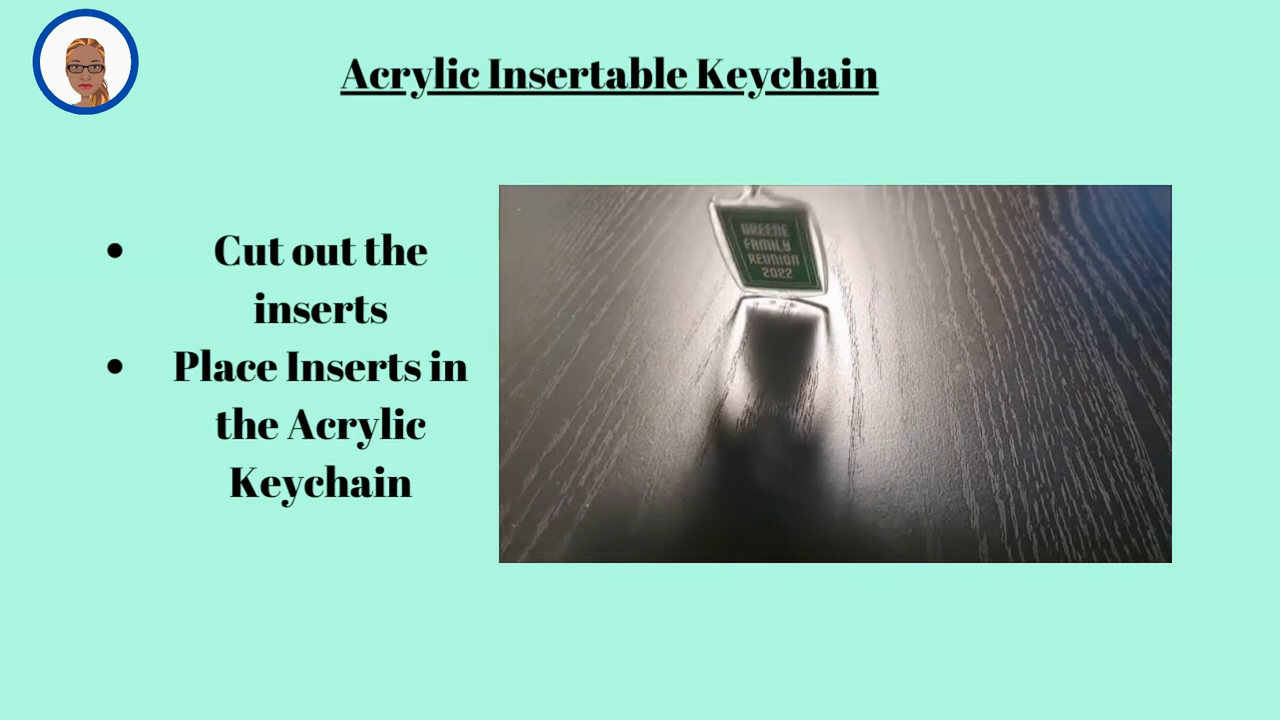 Acrylic Insertable Keychain
Cut out the
inserts
Place Inserts in
the Acrylic
Keychain
GREENE
FAMILY
REUNION
2022